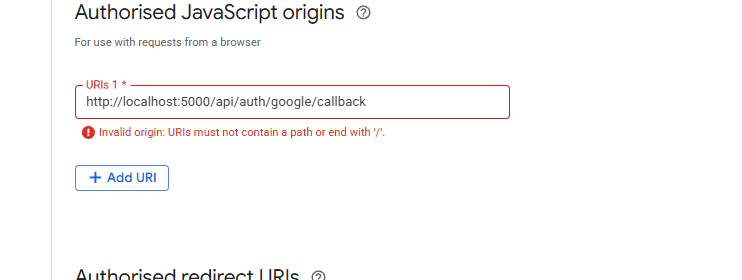 Authorised JavaScript origins
For use with requests from a browser
URIs 1 *
http://localhost:5000/api/auth/google/callback
Invalid origin: URIs must not contain a path or end with '/'.
+ Add URI
Authorised redirect URIs